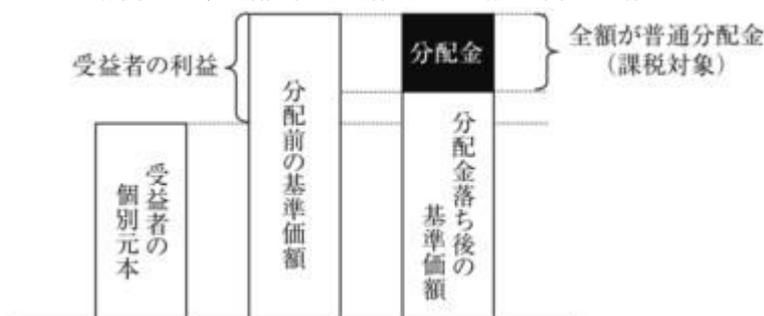 受益者の利益
分配金
全額が普通分配金
（課税対象）
受益者の
個別元本
分配前の基準価額
分配金落ち後の
基準価額